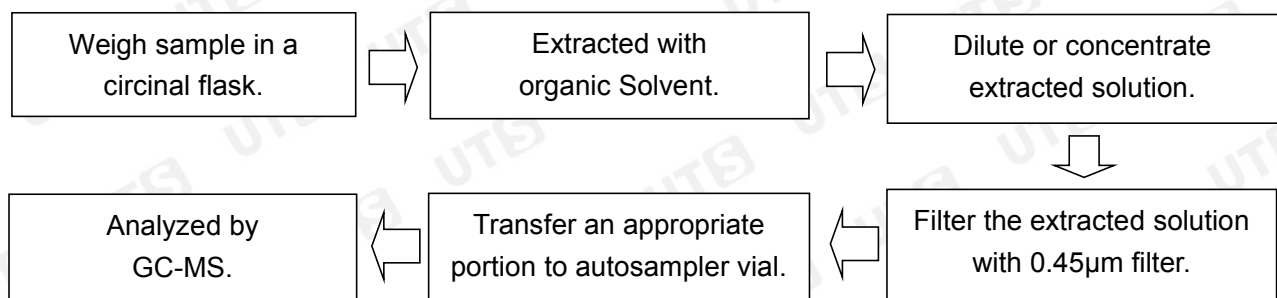 Weigh sample in a
circinal flask.
Extracted with
organic Solvent.
Dilute or concentrate
extracted solution.
Filter the extracted solution
with 0.45µm filter.
Transfer an appropriate
portion to autosampler vial.
Analyzed by
GC-MS.